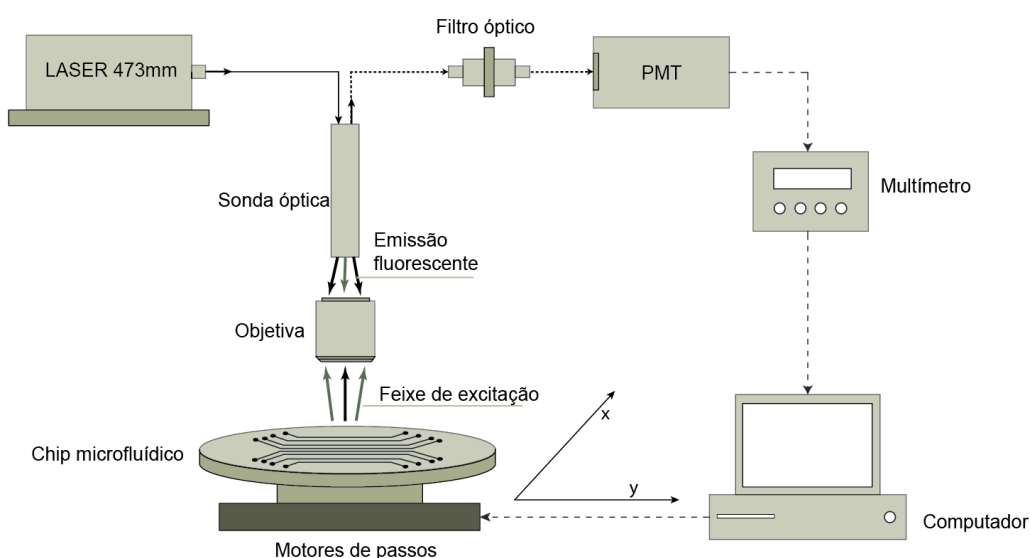 Filtro óptico
LASER 473mm
PMT
Multímetro
Sonda óptica
Emissão
fluorescente
Objetiva
Feixe de excitação
x
Chip microfluídico
y
Computador
Motores de passos